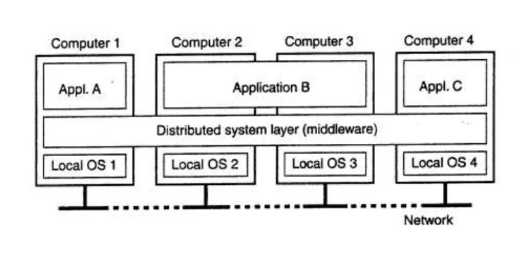 Computer 1 Computer 2 Computer 3 Computer 4
Appl. A Application B Appl. C
Distributed system layer (middleware)
Local OS 1 Local OS 2 Local OS 3 Local OS 4
Network